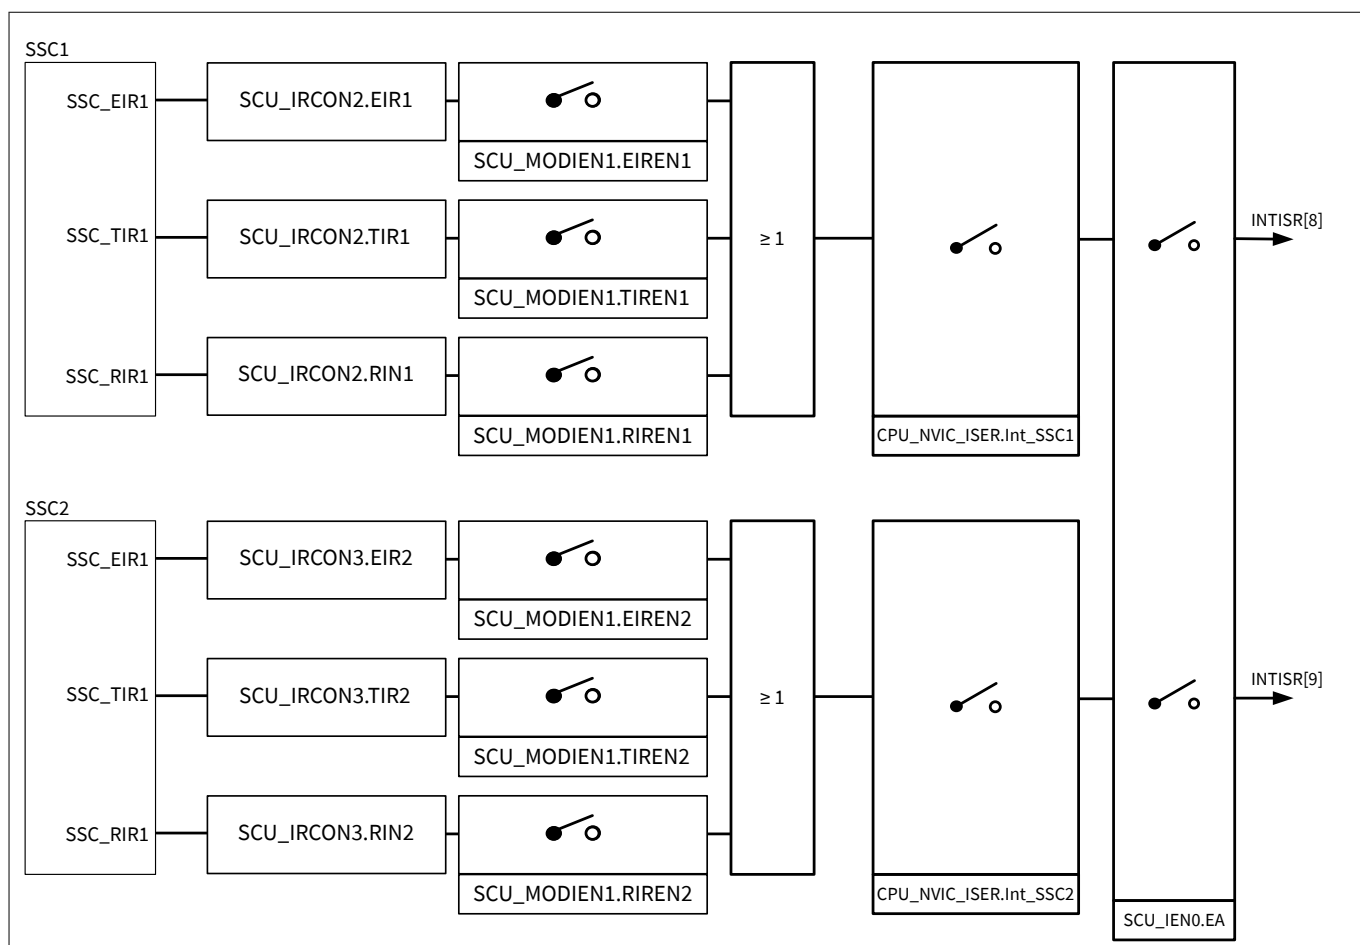 SSC1
SSC_EIR1
SCU_IRCON2.EIR1
SCU_MODIEN1.EIREN1
SSC_TIR1
SCU_IRCON2.TIR1
SCU_MODIEN1.TIREN1
SSC_RIR1
SCU_IRCON2.RIN1
SCU_MODIEN1.RIREN1
≥ 1
CPU_NVIC_ISER.Int_SSC1
INTISR[8]
SSC2
SSC_EIR1
SCU_IRCON3.EIR2
SCU_MODIEN1.EIREN2
SSC_TIR1
SCU_IRCON3.TIR2
SCU_MODIEN1.TIREN2
SSC_RIR1
SCU_IRCON3.RIN2
SCU_MODIEN1.RIREN2
≥ 1
CPU_NVIC_ISER.Int_SSC2
INTISR[9]
SCU_IEN0.EA